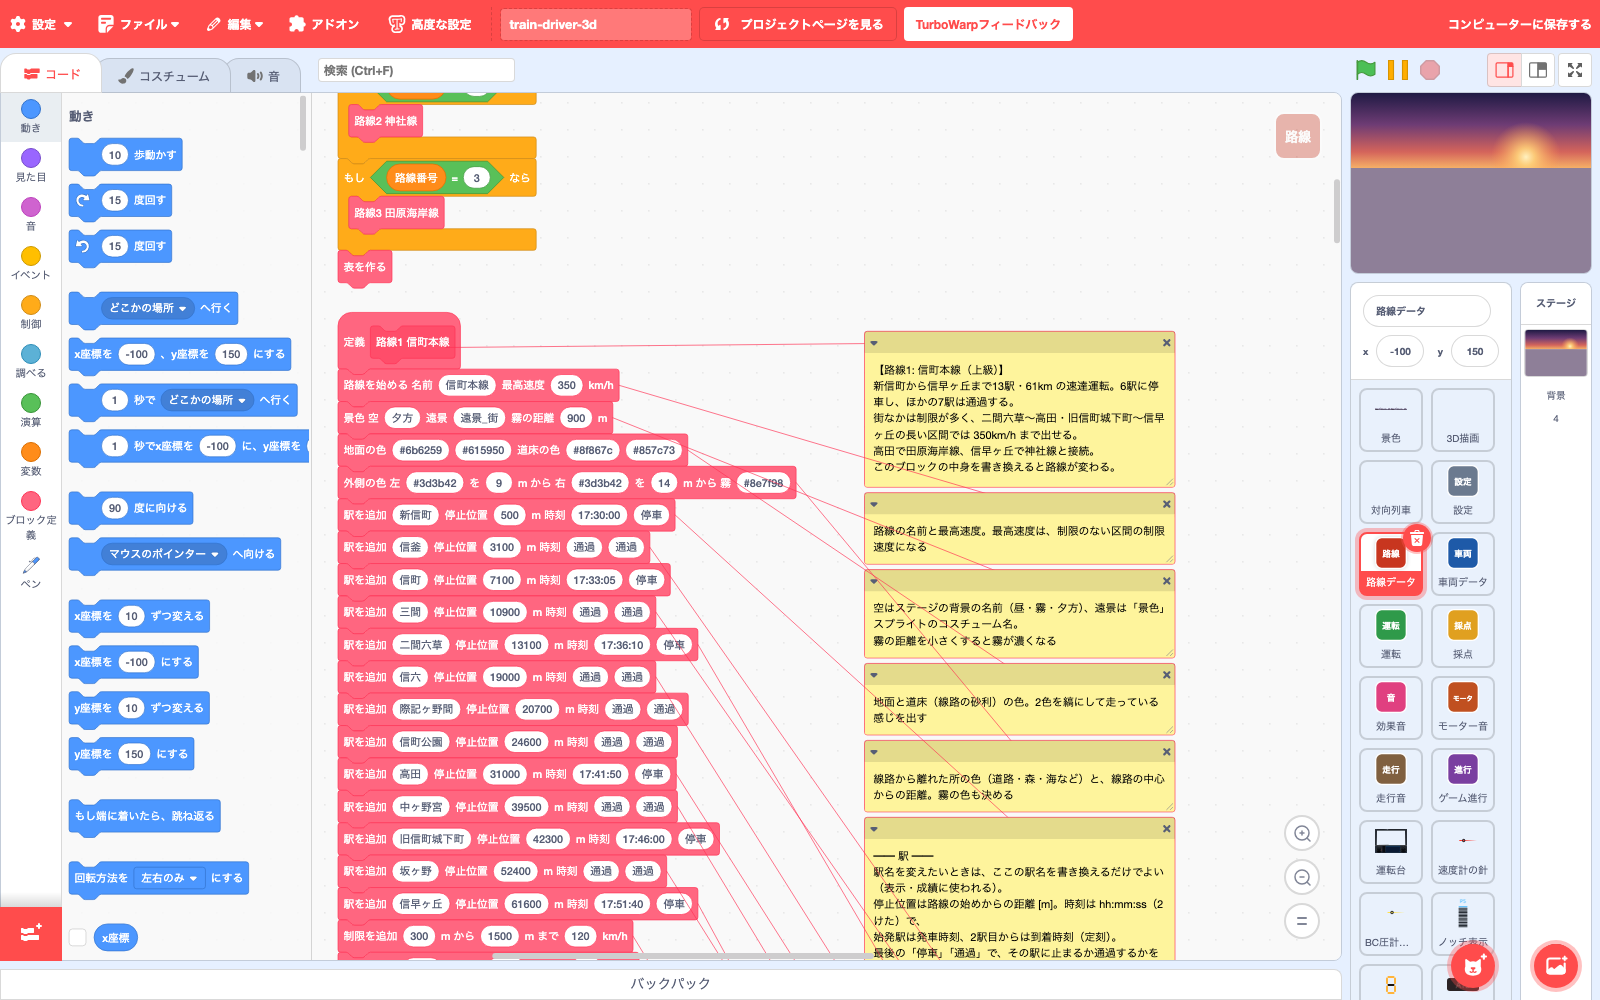 設定
ファイル
編集
アドオン
高度な設定
train-driver-3d
プロジェクトページを見る
TurboWarpフィードバック
コンピューターに保存する
コード
コスチューム
音
検索 (Ctrl+F)
動き
見た目
音
イベント
制御
調べる
演算
変数
ブロック定義
ペン
動き
10 歩動かす
15 度回す
15 度回す
どこかの場所 へ行く
x座標を -100 、y座標を 150 にする
1 秒で どこかの場所 へ行く
1 秒でx座標を -100 に、y座標を
90 度に向ける
マウスのポインター へ向ける
x座標を 10 ずつ変える
x座標を -100 にする
y座標を 10 ずつ変える
y座標を 150 にする
もし端に着いたら、跳ね返る
回転方法を 左右のみ にする
x座標
路線2 神社線
もし 路線番号 = 3 なら
路線3 田原海岸線
表を作る
定義 路線1 信町本線
路線を始める 名前 信町本線 最高速度 350 km/h
景色 空 夕方 遠景 遠景_街 霧の距離 900 m
地面の色 #6b6259 #615950 道床の色 #8f867c #857c73
外側の色 左 #3d3b42 を 9 m から 右 #3d3b42 を 14 m から 霧 #8e7f98
駅を追加 新信町 停止位置 500 m 時刻 17:30:00 停車
駅を追加 信釜 停止位置 3100 m 時刻 通過 通過
駅を追加 信町 停止位置 7100 m 時刻 17:33:05 停車
駅を追加 三間 停止位置 10900 m 時刻 通過 通過
駅を追加 二間六草 停止位置 13100 m 時刻 17:36:10 停車
駅を追加 信六 停止位置 19000 m 時刻 通過 通過
駅を追加 際記ヶ野間 停止位置 20700 m 時刻 通過 通過
駅を追加 信町公園 停止位置 24600 m 時刻 通過 通過
駅を追加 高田 停止位置 31000 m 時刻 17:41:50 停車
駅を追加 中ヶ野宮 停止位置 39500 m 時刻 通過 通過
駅を追加 旧信町城下町 停止位置 42300 m 時刻 17:46:00 停車
駅を追加 坂ヶ野 停止位置 52400 m 時刻 通過 通過
駅を追加 信早ヶ丘 停止位置 61600 m 時刻 17:51:40 停車
制限を追加 300 m から 1500 m まで 120 km/h
【路線1: 信町本線（上級）】
新信町から信早ヶ丘まで13駅・61km の速達運転。6駅に停
車し、ほかの7駅は通過する。
街なかは制限が多く、二間六草〜高田・旧信町城下町〜信早
ヶ丘の長い区間では 350km/h まで出せる。
高田で田原海岸線、信早ヶ丘で神社線と接続。
このブロックの中身を書き換えると路線が変わる。
路線の名前と最高速度。最高速度は、制限のない区間の制限
速度になる
空はステージの背景の名前（昼・霧・夕方）、遠景は「景色」
スプライトのコスチューム名。
霧の距離を小さくすると霧が濃くなる
地面と道床（線路の砂利）の色。2色を縞にして走っている
感じを出す
線路から離れた所の色（道路・森・海など）と、線路の中心
からの距離。霧の色も決める
―― 駅 ――
駅名を変えたいときは、ここの駅名を書き換えるだけでよい
（表示・成績に使われる）。
停止位置は路線の始めからの距離 [m]。時刻は hh:mm:ss（2
けた）で、
始発駅は発車時刻、2駅目からは到着時刻（定刻）。
最後の「停車」「通過」で、その駅に止まるか通過するかを
路線
バックパック
路線データ
x -100 y 150
景色
3D描画
対向列車
設定
設定
路線
路線データ
車両
車両データ
運転
運転
採点
採点
音
効果音
モータ
モーター音
走行
走行音
進行
ゲーム進行
運転台
速度計の針
BC圧計…
ノッチ表示
ステージ
背景
4